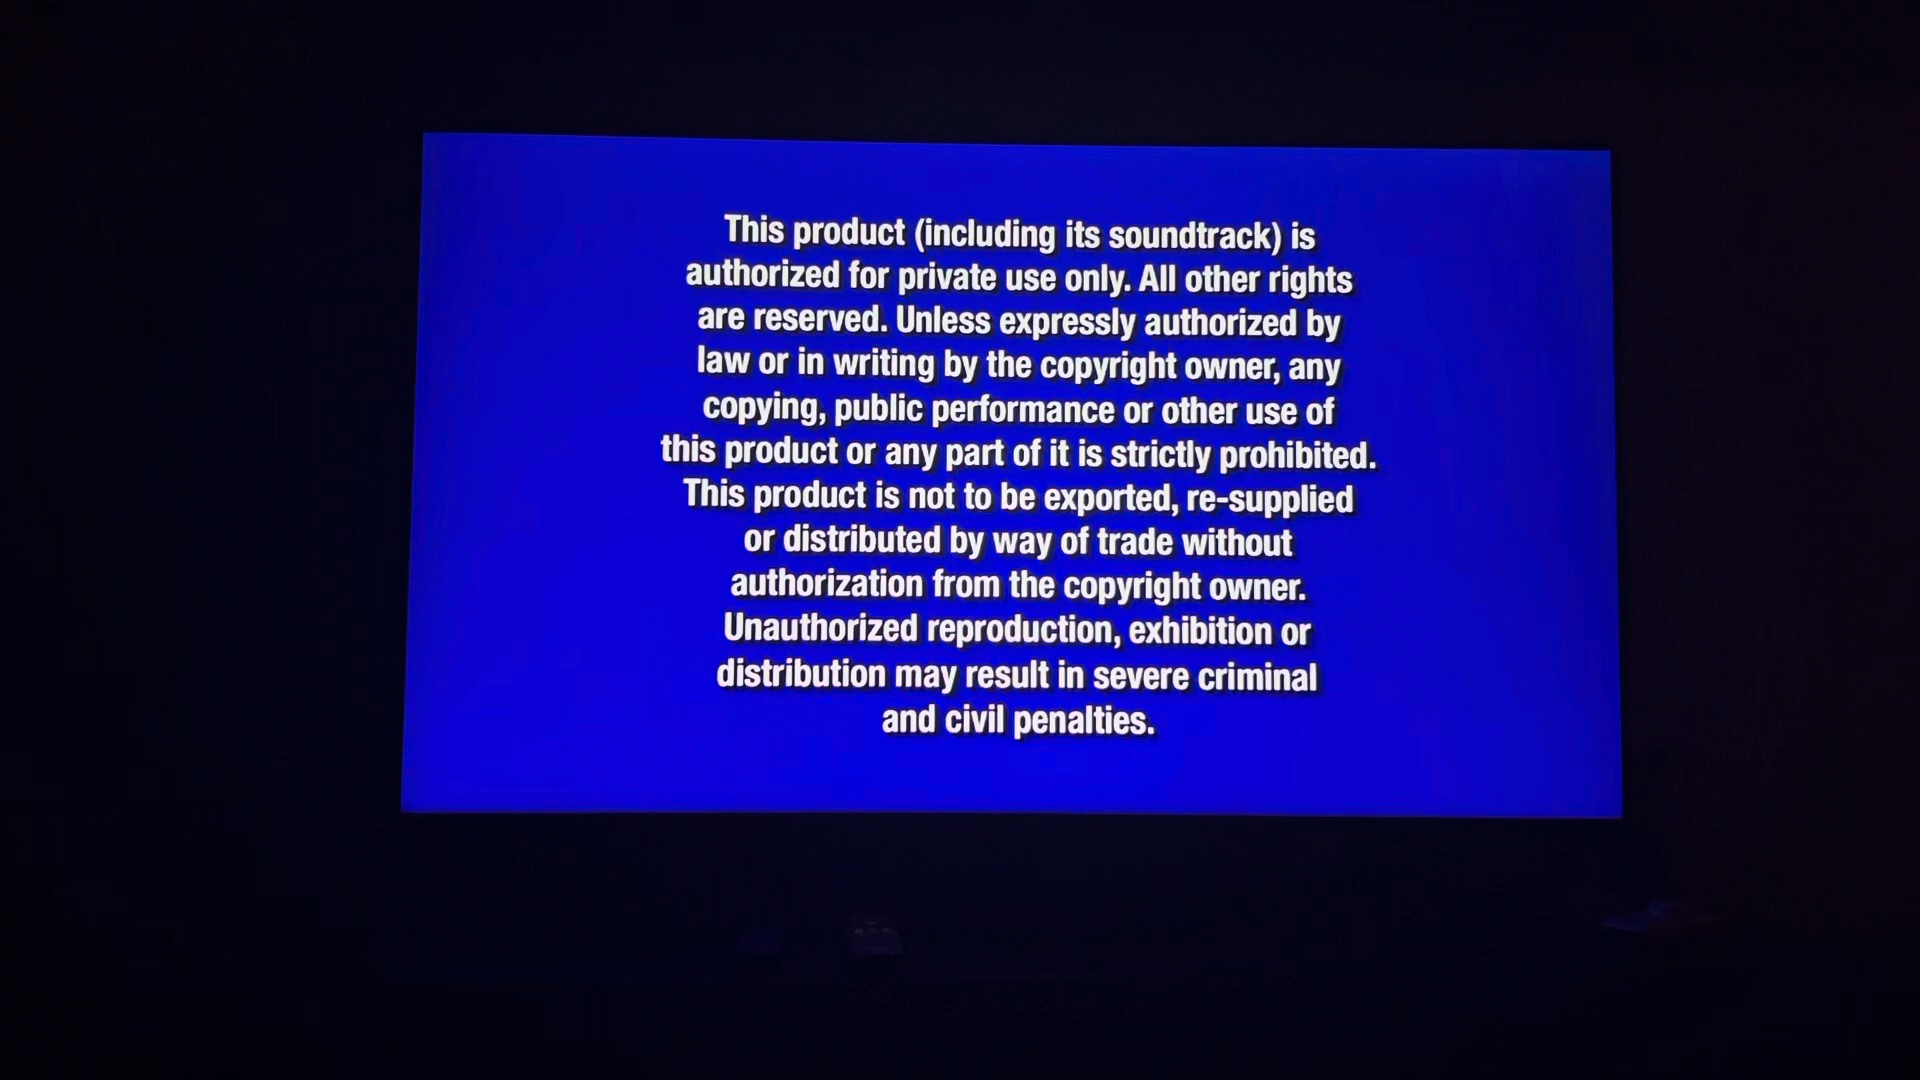 This product (including its soundtrack) is
authorized for private use only. All other rights
are reserved. Unless expressly authorized by
law or in writing by the copyright owner, any
copying, public performance or other use of
this product or any part of it is strictly prohibited.
This product is not to be exported, re-supplied
or distributed by way of trade without
authorization from the copyright owner.
Unauthorized reproduction, exhibition or
distribution may result in severe criminal
and civil penalties.